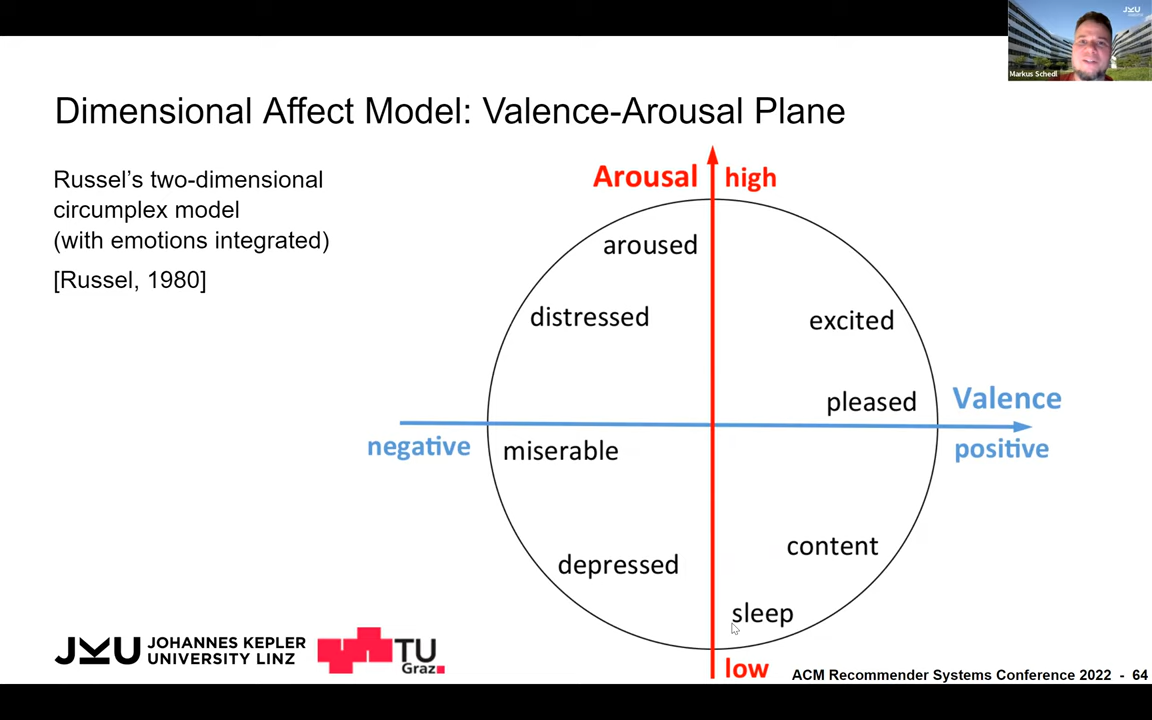 JKU
Markus Schedl
Dimensional Affect Model: Valence-Arousal Plane
Russel's two-dimensional
circumplex model
(with emotions integrated)
[Russel, 1980]
Arousal
high
aroused
distressed
excited
pleased
Valence
negative
miserable
positive
content
depressed
sleep
low
JKU
JOHANNES KEPLER
UNIVERSITY LINZ
TU
Graz
ACM Recommender Systems Conference 2022 - 64